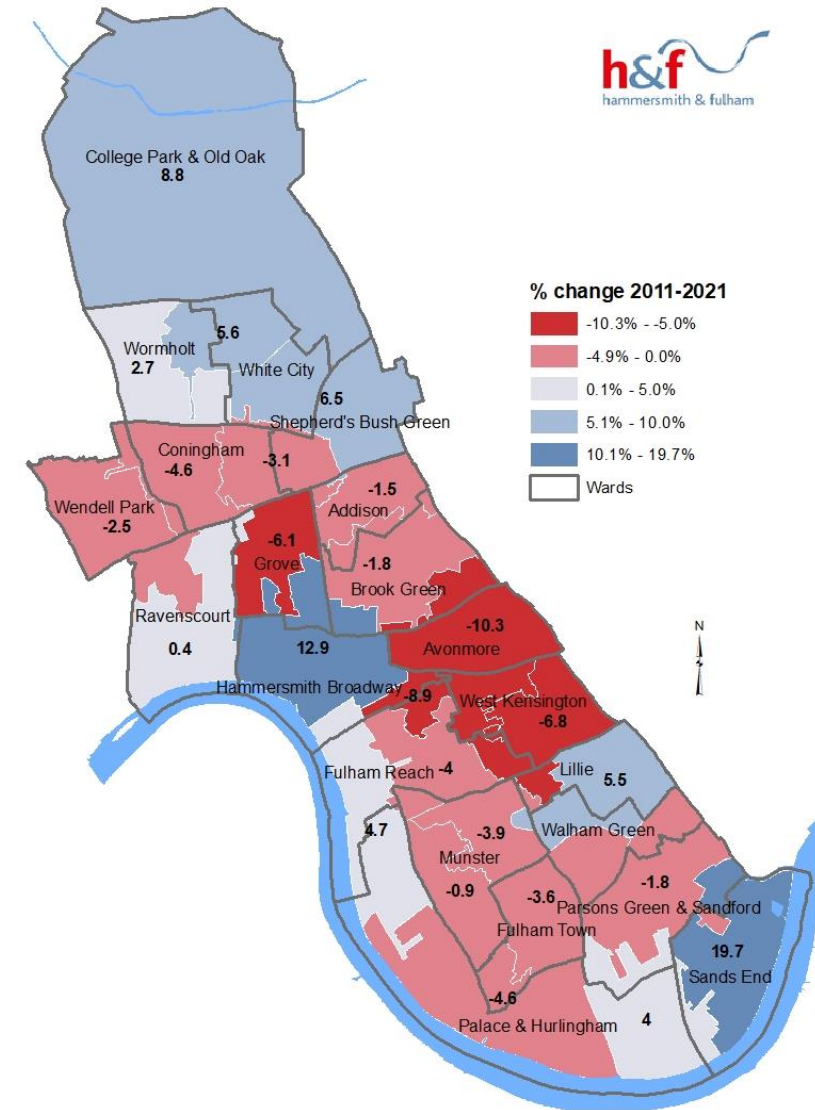 h&f
hammersmith & fulham
College Park & Old Oak
8.8
% change 2011-2021
-10.3% - -5.0%
-4.9% - 0.0%
0.1% - 5.0%
5.1% - 10.0%
10.1% - 19.7%
Wards
5.6
Wormholt
2.7
White City
6.5
Shepherd's Bush Green
Coningham
-4.6
-3.1
Wendell Park
-2.5
-1.5
Addison
-6.1
Grove
-1.8
Brook Green
Ravenscourt
0.4
-10.3
Avonmore
12.9
Hammersmith Broadway
-8.9
West Kensington
-6.8
N
Fulham Reach
-4
Lillie
5.5
4.7
-3.9
Munster
-0.9
Walham Green
-3.6
Fulham Town
-1.8
Parsons Green & Sandford
19.7
Sands End
-4.6
Palace & Hurlingham
4